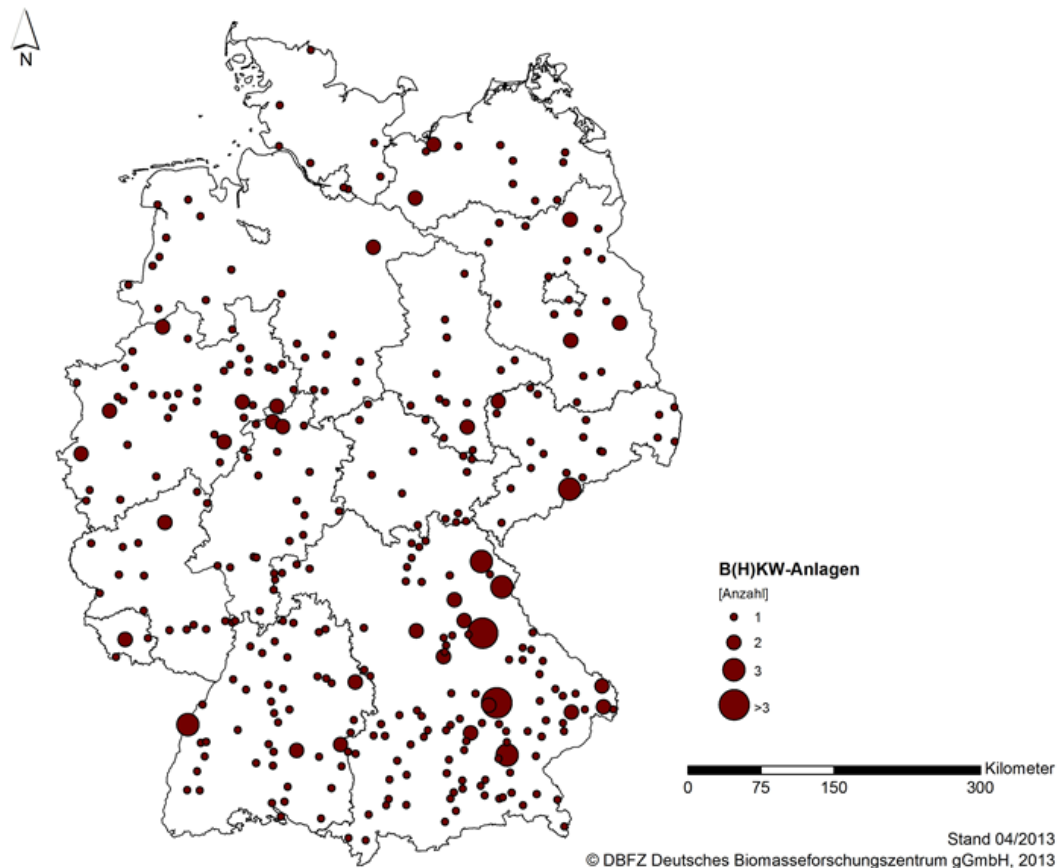 N
B(H)KW-Anlagen
[Anzahl]
1
2
3
>3
Kilometer
0 75 150 300
Stand 04/2013
© DBFZ Deutsches Biomasseforschungszentrum gGmbH, 2013